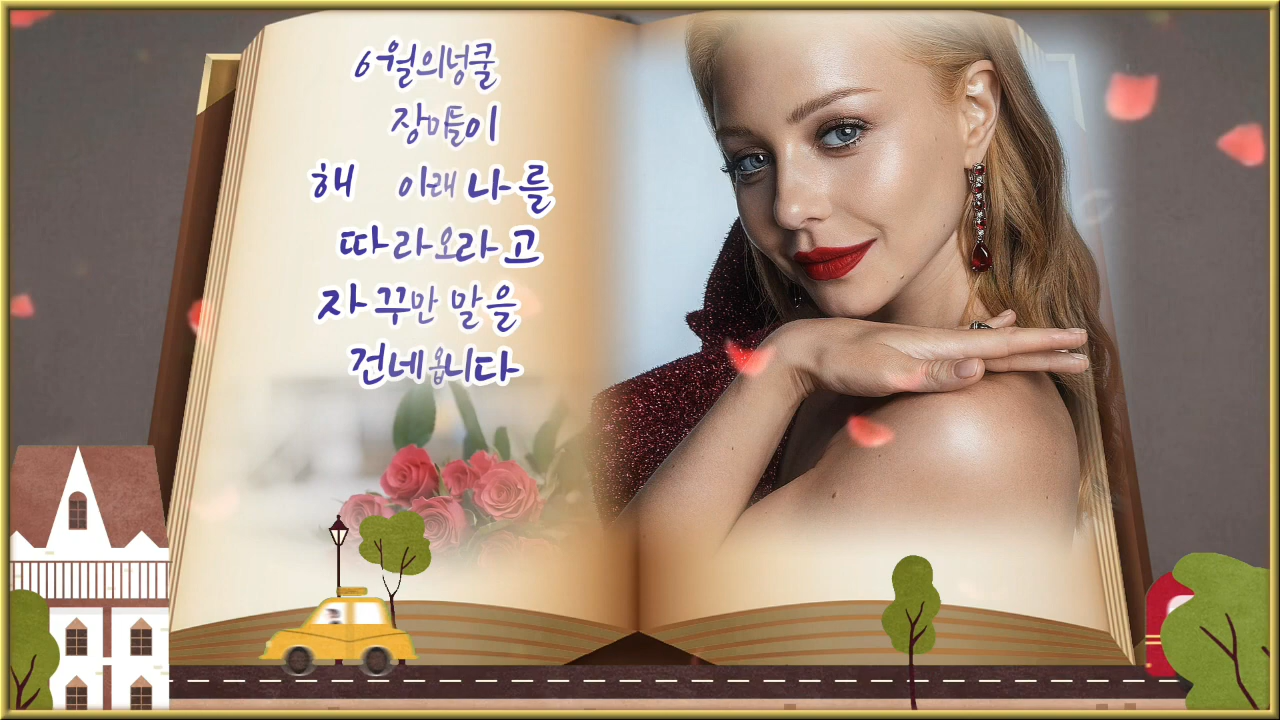 6월의넝쿨
장미들이
해 아래 나를
따라오라고
자꾸만 말을
건네옵니다